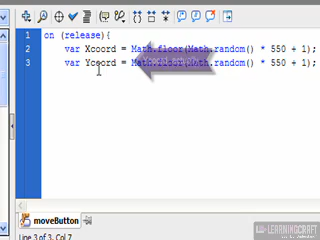 1 on (release){
2 var Xcoord = Math.floor(Math.random() * 550 + 1);
3 var Ycoord = Math.floor(Math.random() * 550 + 1);
moveButton
Line 3 of 3, Col 7
LEARNINGCRAFT